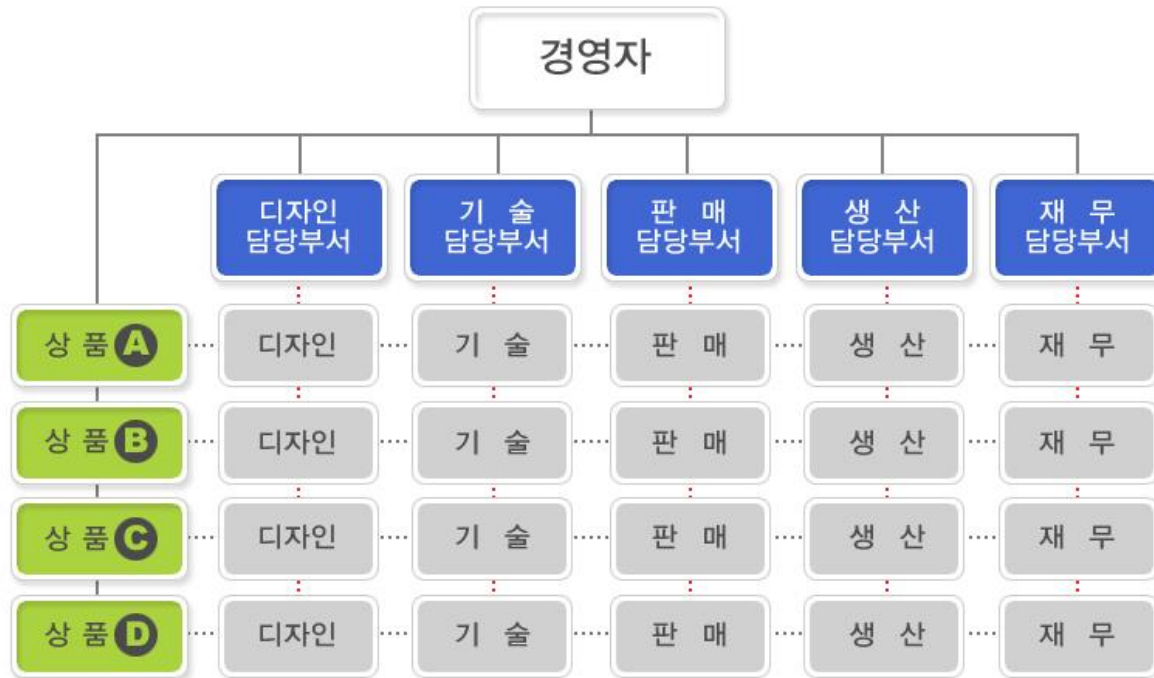 경영자
디자인
담당부서
기 술
담당부서
판 매
담당부서
생 산
담당부서
재 무
담당부서
상 품 A 디자인 기 술 판 매 생 산 재 무
상 품 B 디자인 기 술 판 매 생 산 재 무
상 품 C 디자인 기 술 판 매 생 산 재 무
상 품 D 디자인 기 술 판 매 생 산 재 무